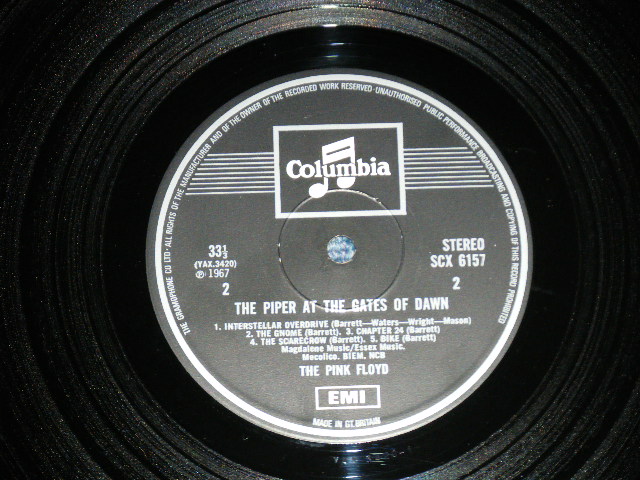 THE GRAMOPHONE CO LTD · ALL RIGHTS OF THE MANUFACTURER AND OF THE OWNER OF THE RECORDED WORK RESERVED · UNAUTHORISED PUBLIC PERFORMANCE BROADCASTING AND COPYING OF THIS RECORD PROHIBITED
Columbia
33⅓
(YAX.3420)
Ⓟ 1967
2
STEREO
SCX 6157
2
THE PIPER AT THE GATES OF DAWN
1. INTERSTELLAR OVERDRIVE (Barrett—Waters—Wright—Mason)
2. THE GNOME (Barrett). 3. CHAPTER 24 (Barrett)
4. THE SCARECROW (Barrett). 5. BIKE (Barrett)
Magdalene Music/Essex Music.
Mecolico. BIEM. NCB
THE PINK FLOYD
EMI
MADE IN GT. BRITAIN